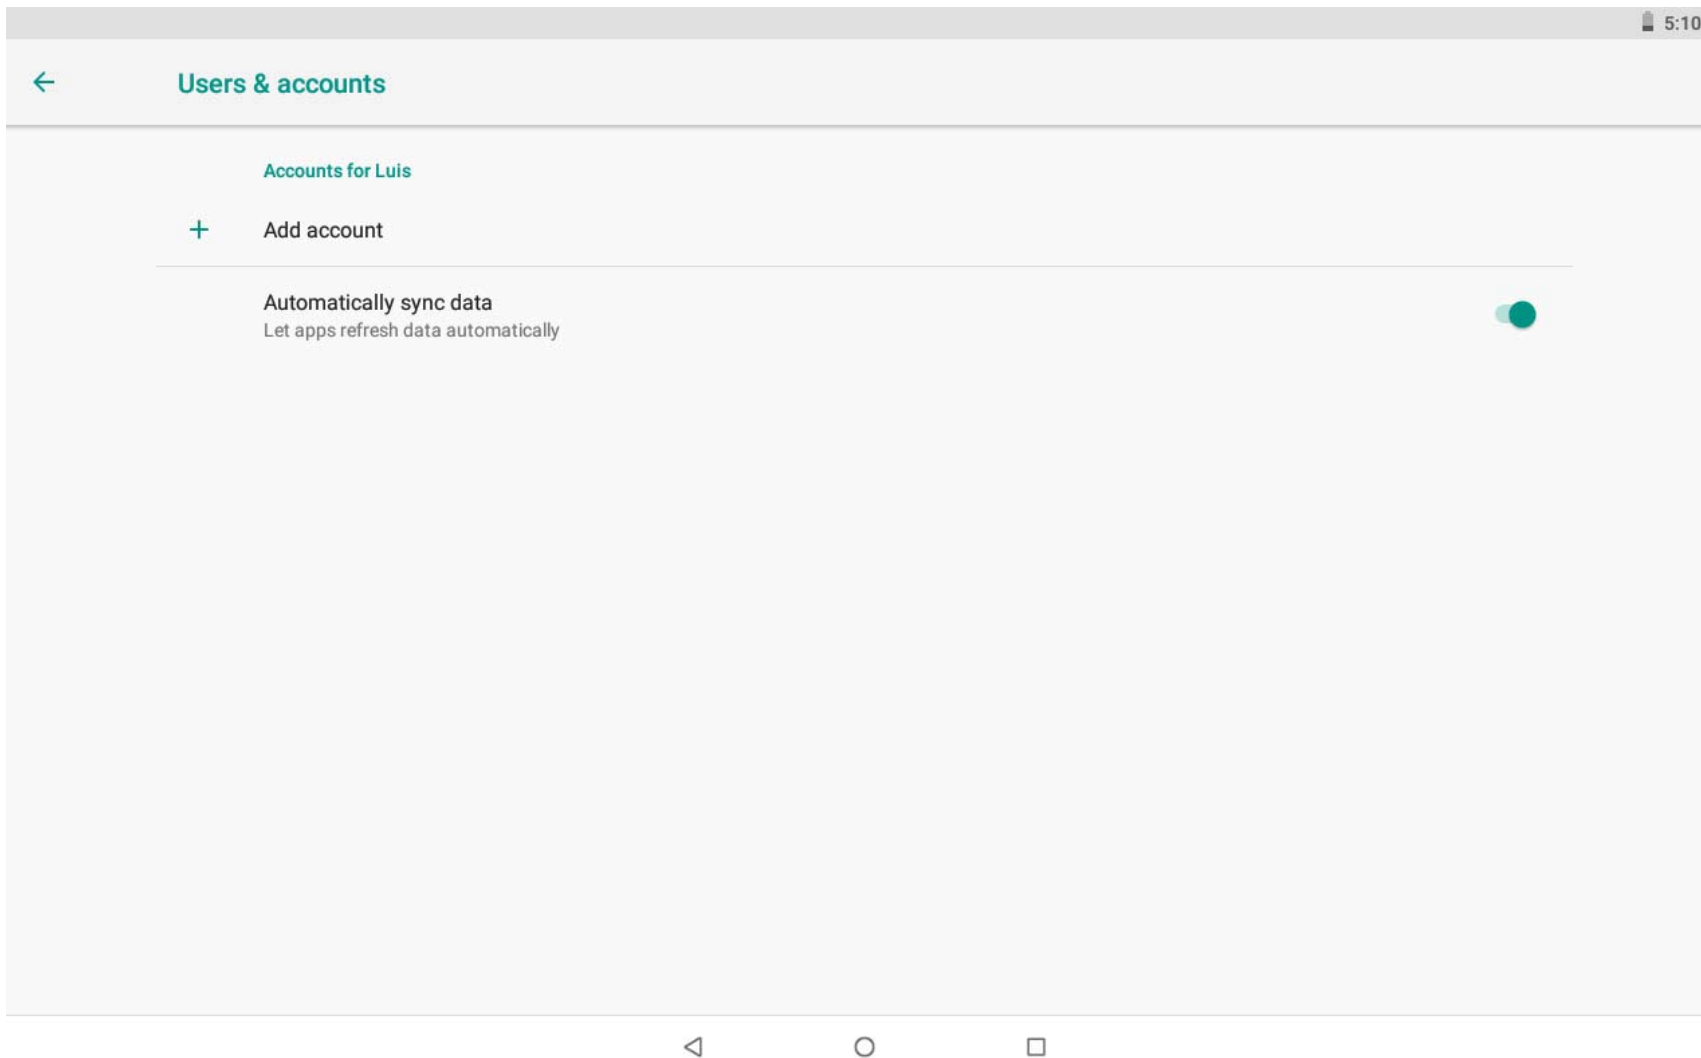 5:10
Users & accounts
Accounts for Luis
Add account
Automatically sync data
Let apps refresh data automatically